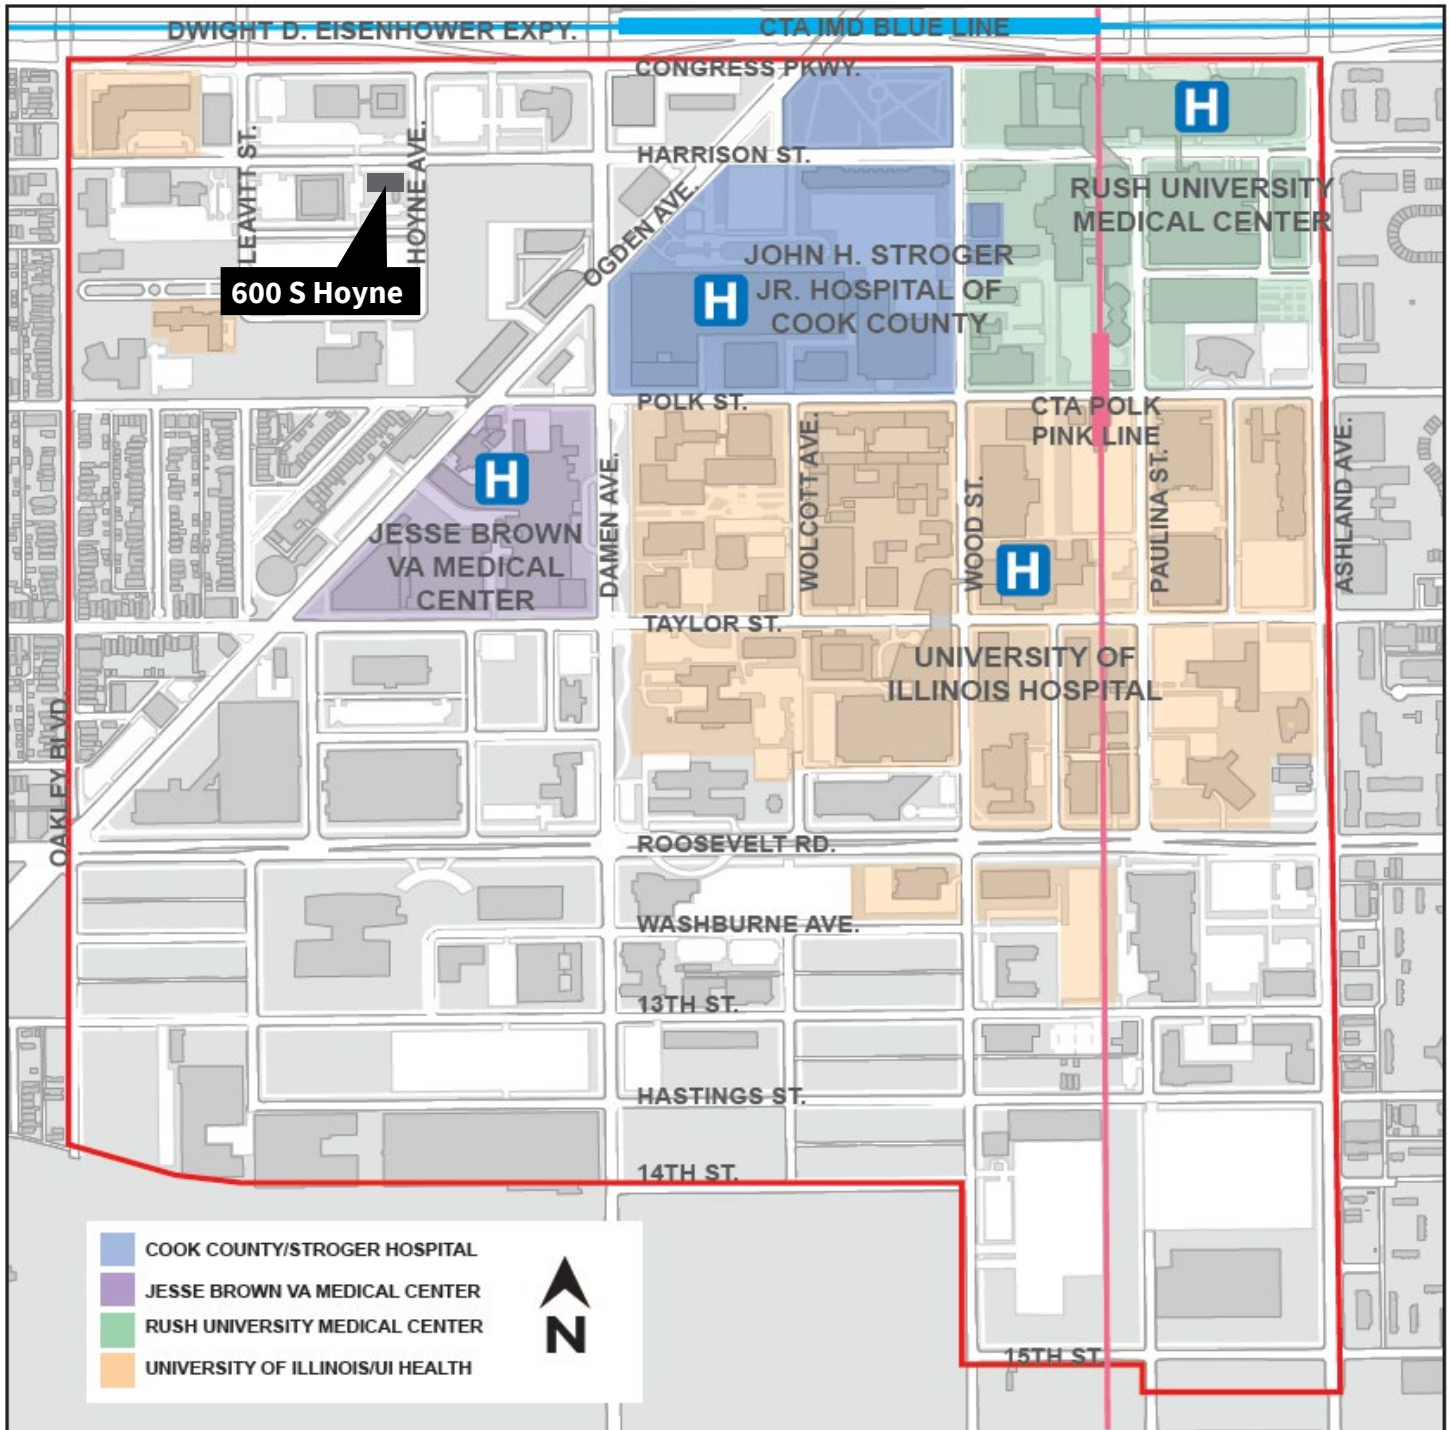 DWIGHT D. EISENHOWER EXPY.
CTA IMD BLUE LINE
CONGRESS PKWY.
H
LEAVITT ST.
HOYNE AVE.
HARRISON ST.
OGDEN AVE.
RUSH UNIVERSITY
MEDICAL CENTER
600 S Hoyne
H
JOHN H. STROGER
JR. HOSPITAL OF
COOK COUNTY
POLK ST.
CTA POLK
PINK LINE
H
JESSE BROWN
VA MEDICAL
CENTER
DAMEN AVE.
WOLCOTT AVE.
WOOD ST.
H
PAULINA ST.
ASHLAND AVE.
TAYLOR ST.
UNIVERSITY OF
ILLINOIS HOSPITAL
OAKLEY BLVD.
ROOSEVELT RD.
WASHBURNE AVE.
13TH ST.
HASTINGS ST.
14TH ST.
15TH ST.
COOK COUNTY/STROGER HOSPITAL
JESSE BROWN VA MEDICAL CENTER
RUSH UNIVERSITY MEDICAL CENTER
UNIVERSITY OF ILLINOIS/UI HEALTH
N